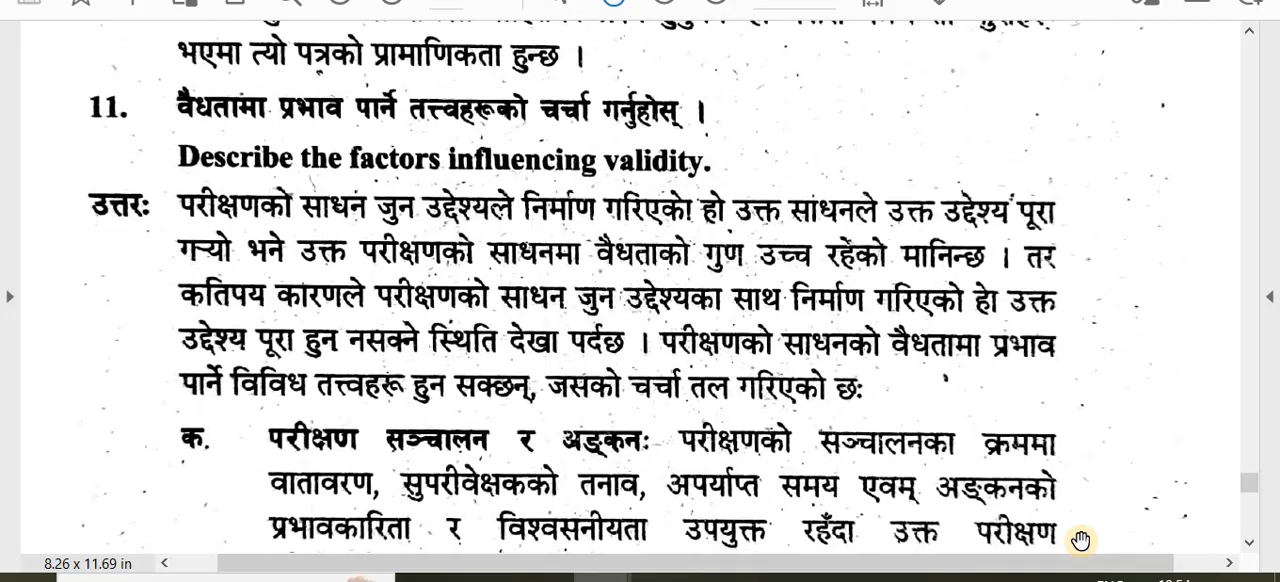 भएमा त्यो पत्रको प्रामाणिकता हुन्छ ।
11. वैधतामा प्रभाव पार्ने तत्त्वहरूको चर्चा गर्नुहोस् ।
Describe the factors influencing validity.
उत्तरः परीक्षणको साधन जुन उद्देश्यले निर्माण गरिएको हो उक्त साधनले उक्त उद्देश्य पूरा
गऱ्यो भने उक्त परीक्षणको साधनमा वैधताको गुण उच्च रहेको मानिन्छ । तर
कतिपय कारणले परीक्षणको साधन जुन उद्देश्यका साथ निर्माण गरिएको हो उक्त
उद्देश्य पूरा हुन नसक्ने स्थिति देखा पर्दछ । परीक्षणको साधनको वैधतामा प्रभाव
पार्ने विविध तत्त्वहरू हुन सक्छन्, जसको चर्चा तल गरिएको छः
क. परीक्षण सञ्चालन र अङ्कनः परीक्षणको सञ्चालनका क्रममा
वातावरण, सुपरीवेक्षकको तनाव, अपर्याप्त समय एवम् अङ्कनको
प्रभावकारिता र विश्वसनीयता उपयुक्त रहँदा उक्त परीक्षण
8.26 x 11.69 in